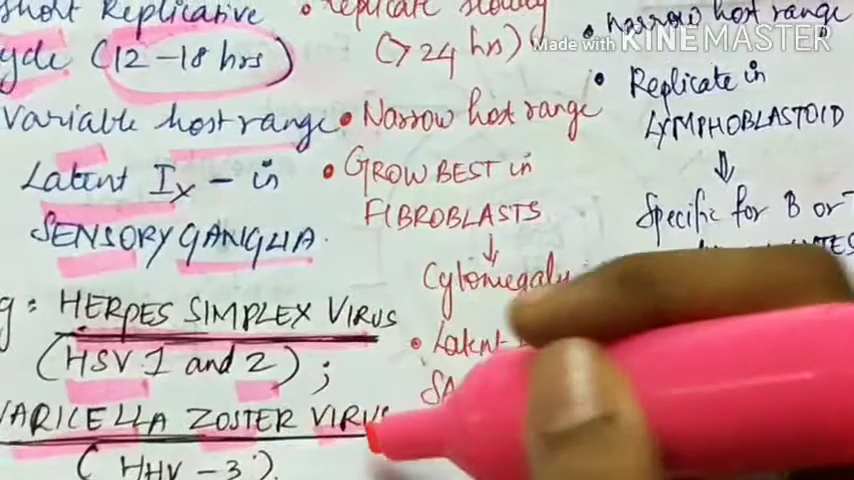 Short Replicative
cycle (12-18 hrs)
Variable host range
Latent Ix - in
SENSORY GANGLIA.
g: HERPES SIMPLEX VIRUS
(HSV 1 and 2);
VARICELLA ZOSTER VIRUS
(HHV-3).
• replicate slowly
(>24 hrs)
• Narrow host range
• GROW BEST in
FIBROBLASTS
↓
Cytomegaly
• Latent
• narrow host range
Made with KINEMASTER
• Replicate in
LYMPHOBLASTOID
↓
Specific for B or T